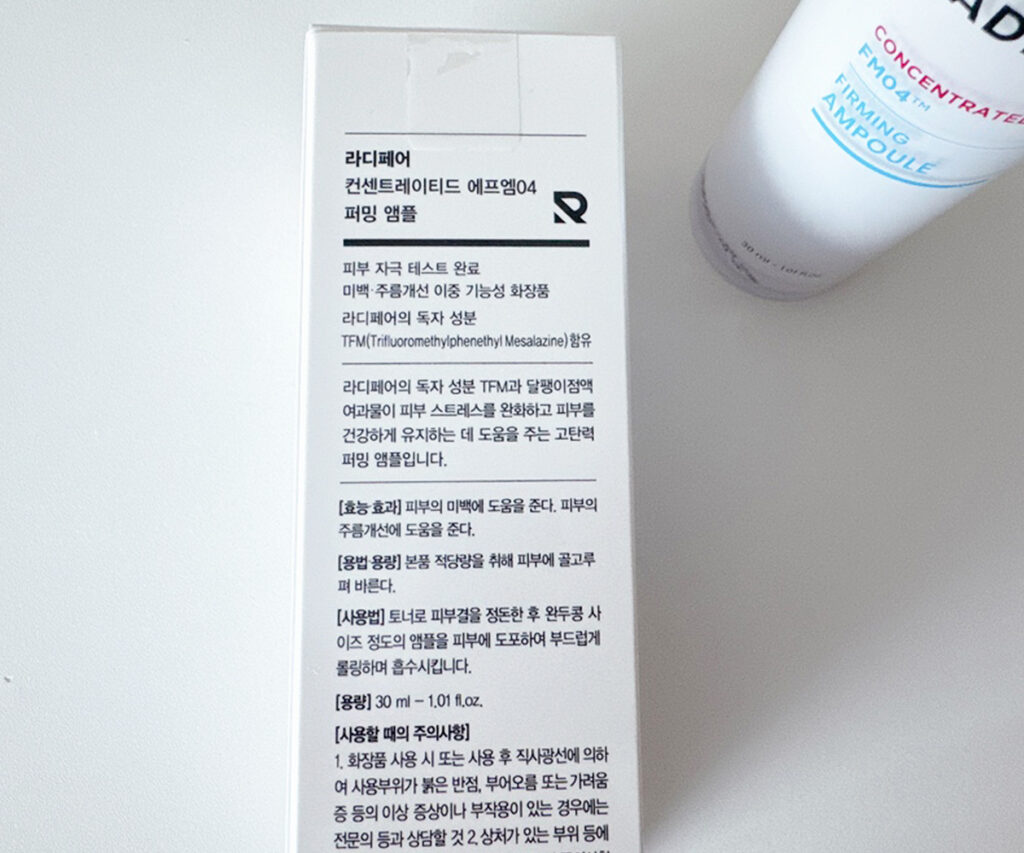 라디페어
컨센트레이티드 에프엠04
퍼밍 앰플
피부 자극 테스트 완료
미백·주름개선 이중 기능성 화장품
라디페어의 독자 성분
TFM(Trifluoromethylphenethyl Mesalazine)함유
라디페어의 독자 성분 TFM과 달팽이점액
여과물이 피부 스트레스를 완화하고 피부를
건강하게 유지하는 데 도움을 주는 고탄력
퍼밍 앰플입니다.
[효능·효과] 피부의 미백에 도움을 준다. 피부의
주름개선에 도움을 준다.
[용법·용량] 본품 적당량을 취해 피부에 골고루
펴 바른다.
[사용법] 토너로 피부결을 정돈한 후 완두콩 사
이즈 정도의 앰플을 피부에 도포하여 부드럽게
롤링하며 흡수시킵니다.
[용량] 30 ml – 1.01 fl.oz.
[사용할 때의 주의사항]
1. 화장품 사용 시 또는 사용 후 직사광선에 의하
여 사용부위가 붉은 반점, 부어오름 또는 가려움
증 등의 이상 증상이나 부작용이 있는 경우에는
전문의 등과 상담할 것 2. 상처가 있는 부위 등에
CONCENTRATED
FM04™
FIRMING
AMPOULE
30 ml - 1.01 fl.oz.